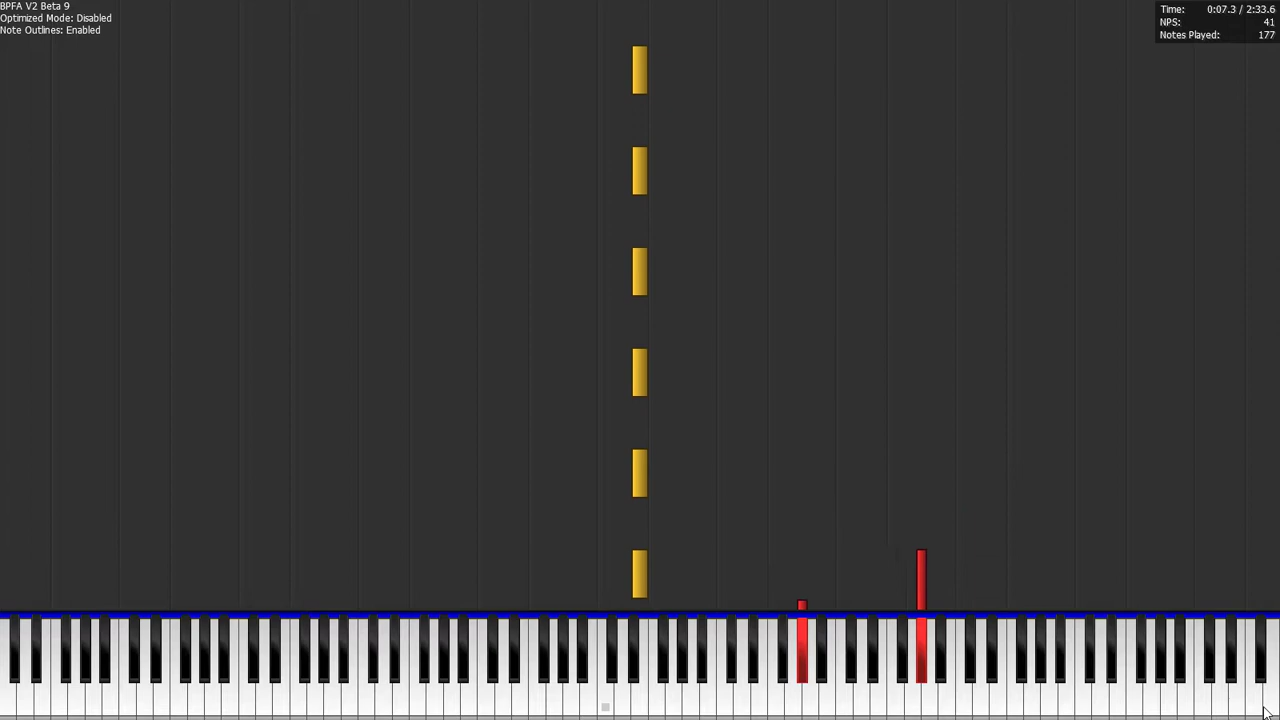 BPFA V2 Beta 9
Optimized Mode: Disabled
Note Outlines: Enabled
Time: 0:07.3 / 2:33.6
NPS: 41
Notes Played: 177